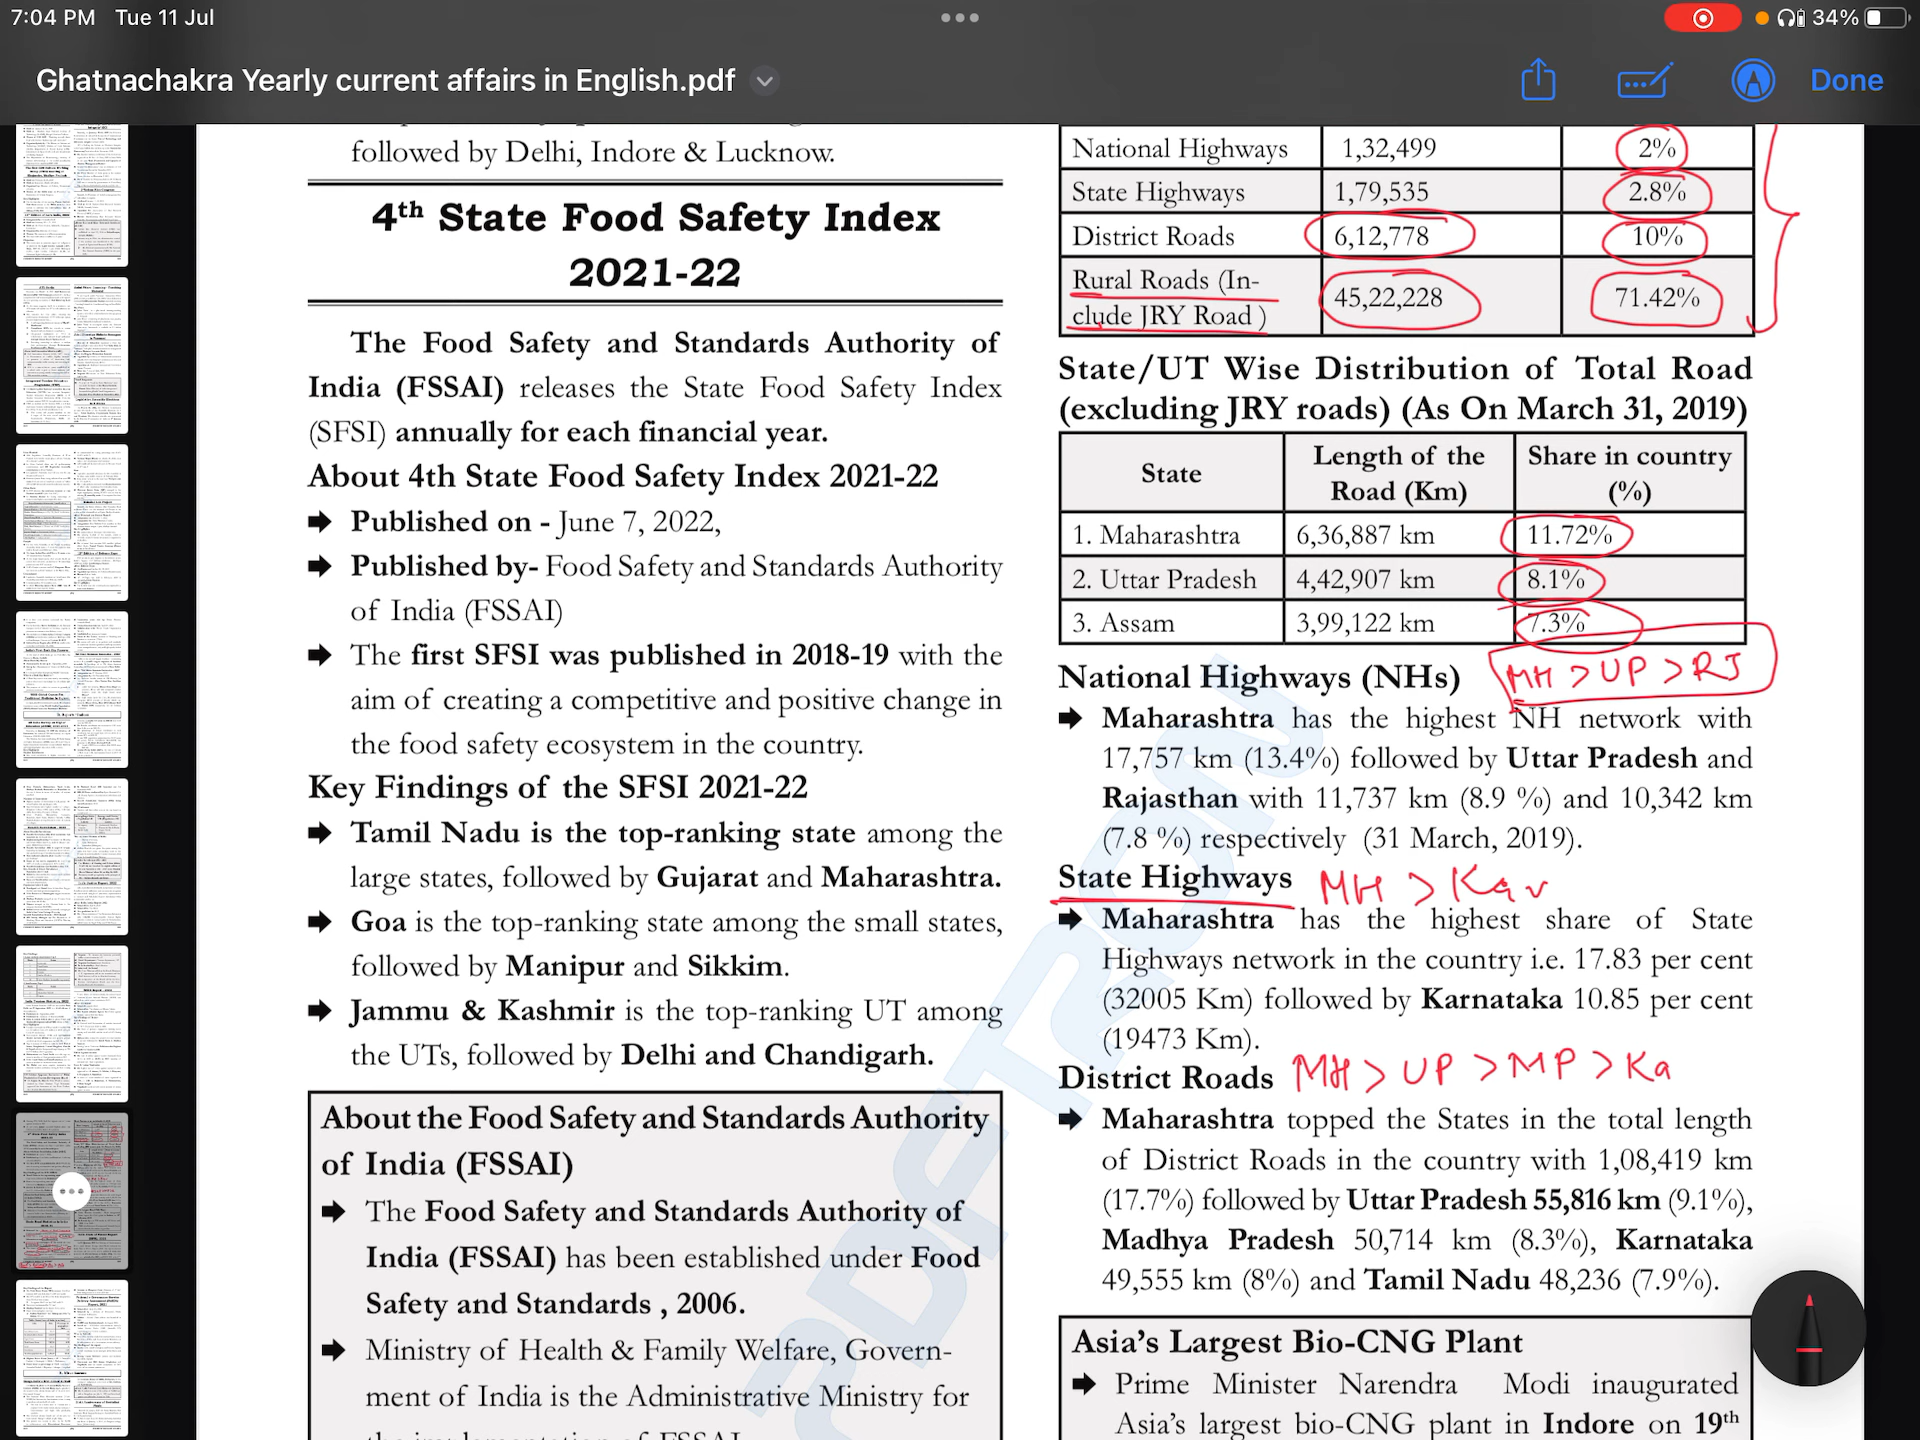 7:04 PM Tue 11 Jul
34%
Ghatnachakra Yearly current affairs in English.pdf
Done
followed by Delhi, Indore & Lucknow.
4th State Food Safety Index
2021-22
The Food Safety and Standards Authority of
India (FSSAI) releases the State Food Safety Index
(SFSI) annually for each financial year.
About 4th State Food Safety Index 2021-22
Published on - June 7, 2022,
Published by- Food Safety and Standards Authority
of India (FSSAI)
The first SFSI was published in 2018-19 with the
aim of creating a competitive and positive change in
the food safety ecosystem in the country.
Key Findings of the SFSI 2021-22
Tamil Nadu is the top-ranking state among the
large states, followed by Gujarat and Maharashtra.
Goa is the top-ranking state among the small states,
followed by Manipur and Sikkim.
Jammu & Kashmir is the top-ranking UT among
the UTs, followed by Delhi and Chandigarh.
About the Food Safety and Standards Authority
of India (FSSAI)
The Food Safety and Standards Authority of
India (FSSAI) has been established under Food
Safety and Standards , 2006.
Ministry of Health & Family Welfare, Govern-
ment of India is the Administrative Ministry for
National Highways 1,32,499 2%
State Highways 1,79,535 2.8%
District Roads 6,12,778 10%
Rural Roads (In-
clude JRY Road ) 45,22,228 71.42%
State/UT Wise Distribution of Total Road
(excluding JRY roads) (As On March 31, 2019)
State Length of the Road (Km) Share in country (%)
1. Maharashtra 6,36,887 km 11.72%
2. Uttar Pradesh 4,42,907 km 8.1%
3. Assam 3,99,122 km 7.3%
National Highways (NHs) MH > UP > RJ
Maharashtra has the highest NH network with
17,757 km (13.4%) followed by Uttar Pradesh and
Rajasthan with 11,737 km (8.9 %) and 10,342 km
(7.8 %) respectively (31 March, 2019).
State Highways MH > Kar
Maharashtra has the highest share of State
Highways network in the country i.e. 17.83 per cent
(32005 Km) followed by Karnataka 10.85 per cent
(19473 Km).
District Roads MH > UP > MP > Ka
Maharashtra topped the States in the total length
of District Roads in the country with 1,08,419 km
(17.7%) followed by Uttar Pradesh 55,816 km (9.1%),
Madhya Pradesh 50,714 km (8.3%), Karnataka
49,555 km (8%) and Tamil Nadu 48,236 (7.9%).
Asia's Largest Bio-CNG Plant
Prime Minister Narendra Modi inaugurated
Asia's largest bio-CNG plant in Indore on 19th